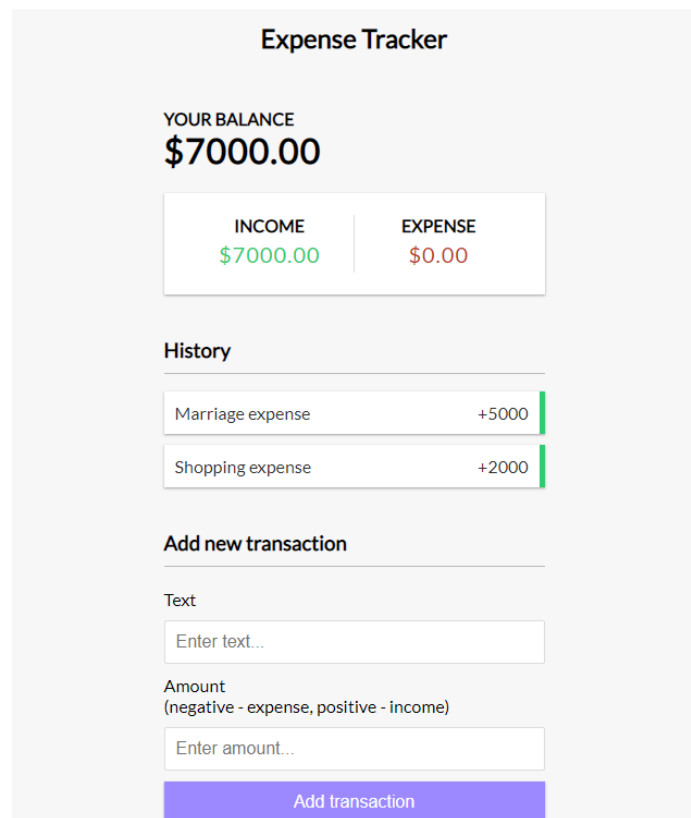 Expense Tracker
YOUR BALANCE
$7000.00
INCOME EXPENSE
$7000.00 $0.00
History
Marriage expense +5000
Shopping expense +2000
Add new transaction
Text
Enter text...
Amount
(negative - expense, positive - income)
Enter amount...
Add transaction